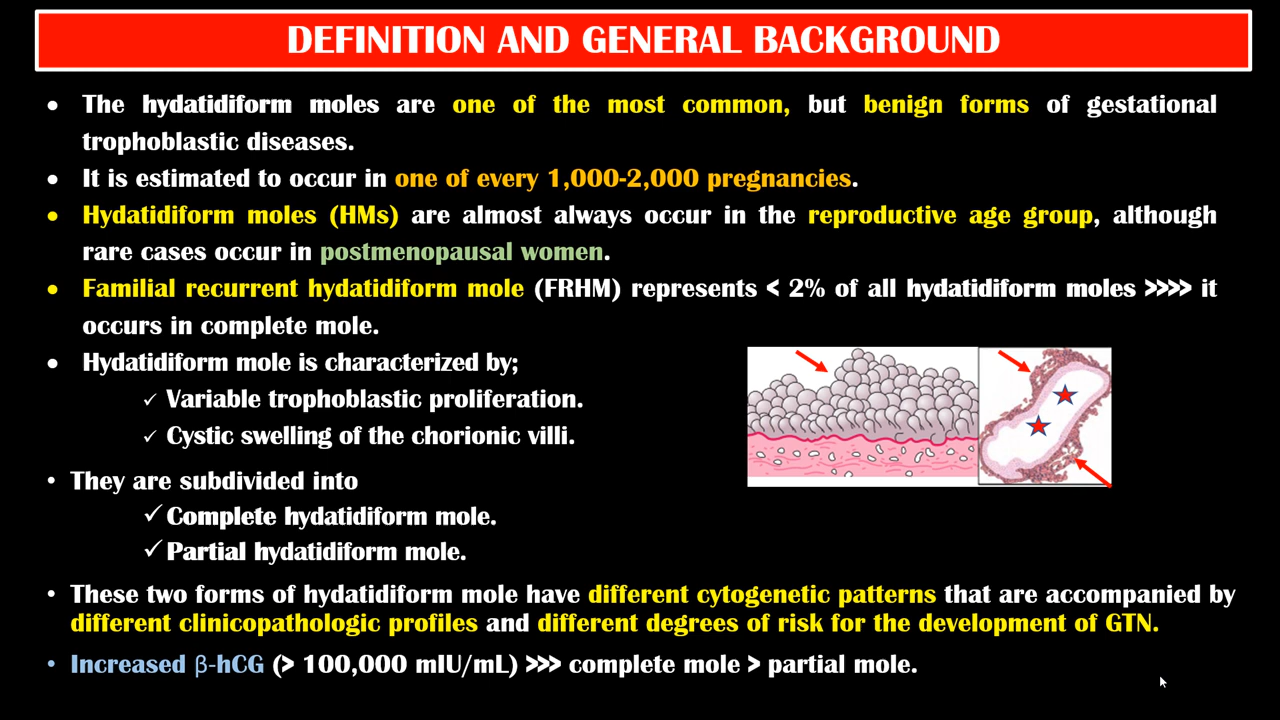 DEFINITION AND GENERAL BACKGROUND
• The hydatidiform moles are one of the most common, but benign forms of gestational
trophoblastic diseases.
• It is estimated to occur in one of every 1,000-2,000 pregnancies.
• Hydatidiform moles (HMs) are almost always occur in the reproductive age group, although
rare cases occur in postmenopausal women.
• Familial recurrent hydatidiform mole (FRHM) represents < 2% of all hydatidiform moles >>>> it
occurs in complete mole.
• Hydatidiform mole is characterized by;
✓ Variable trophoblastic proliferation.
✓ Cystic swelling of the chorionic villi.
• They are subdivided into
✓ Complete hydatidiform mole.
✓ Partial hydatidiform mole.
• These two forms of hydatidiform mole have different cytogenetic patterns that are accompanied by
different clinicopathologic profiles and different degrees of risk for the development of GTN.
• Increased β-hCG (> 100,000 mIU/mL) >>> complete mole > partial mole.